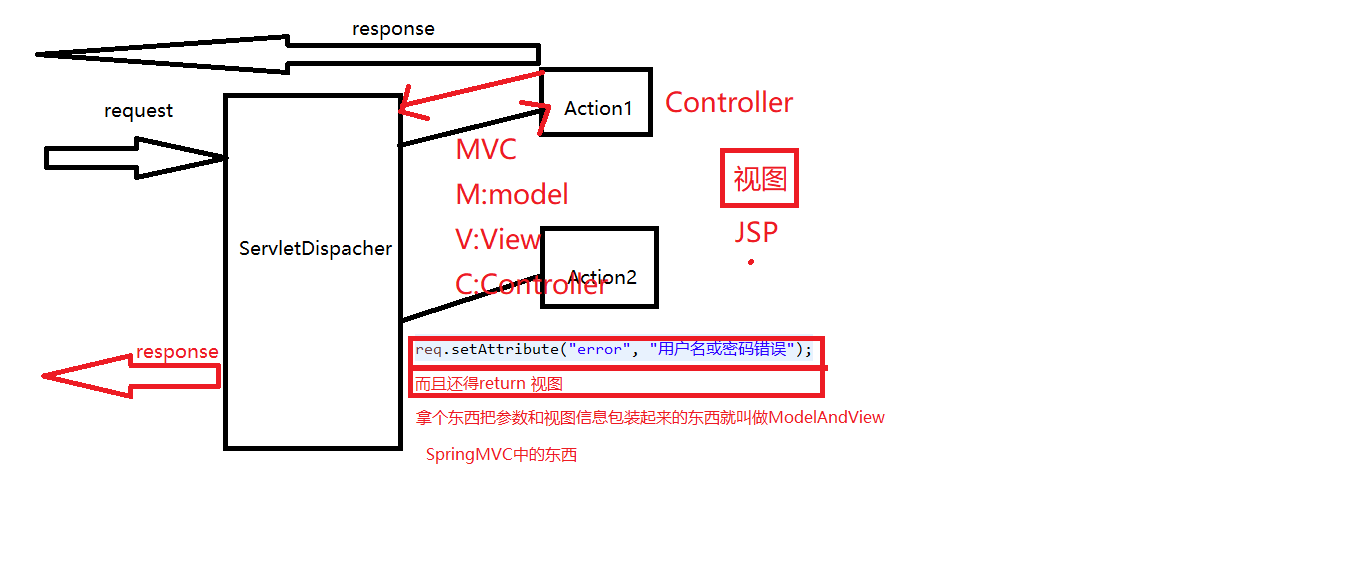 response
request
Action1
Controller
MVC
M:model
视图
V:View
JSP
ServletDispacher
Action2
C:Controller
response
req.setAttribute("error", "用户名或密码错误");
而且还得return 视图
拿个东西把参数和视图信息包装起来的东西就叫做ModelAndView
SpringMVC中的东西